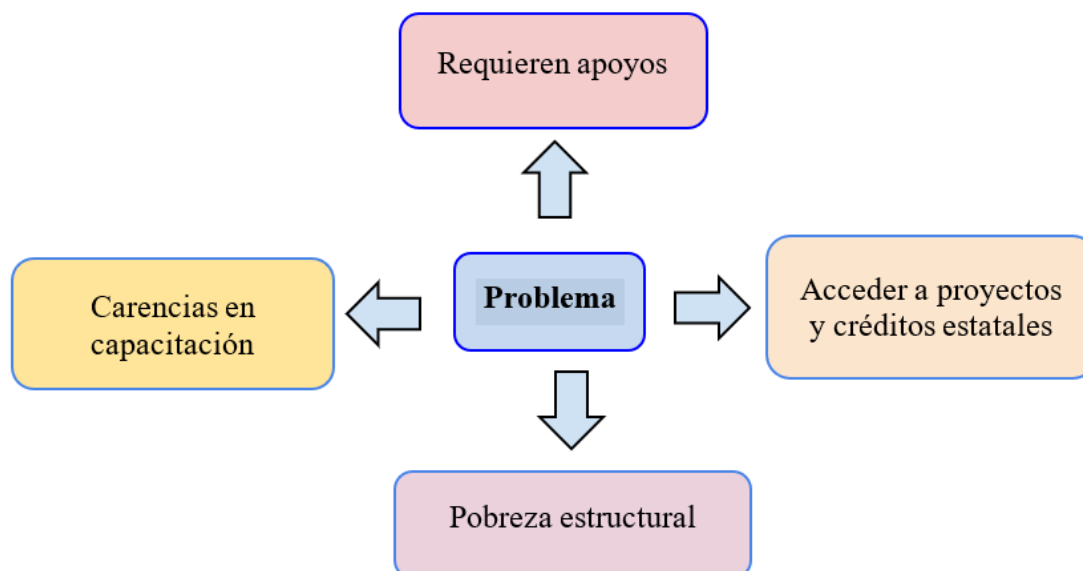 Requieren apoyos
Carencias en
capacitación
Problema
Acceder a proyectos
y créditos estatales
Pobreza estructural